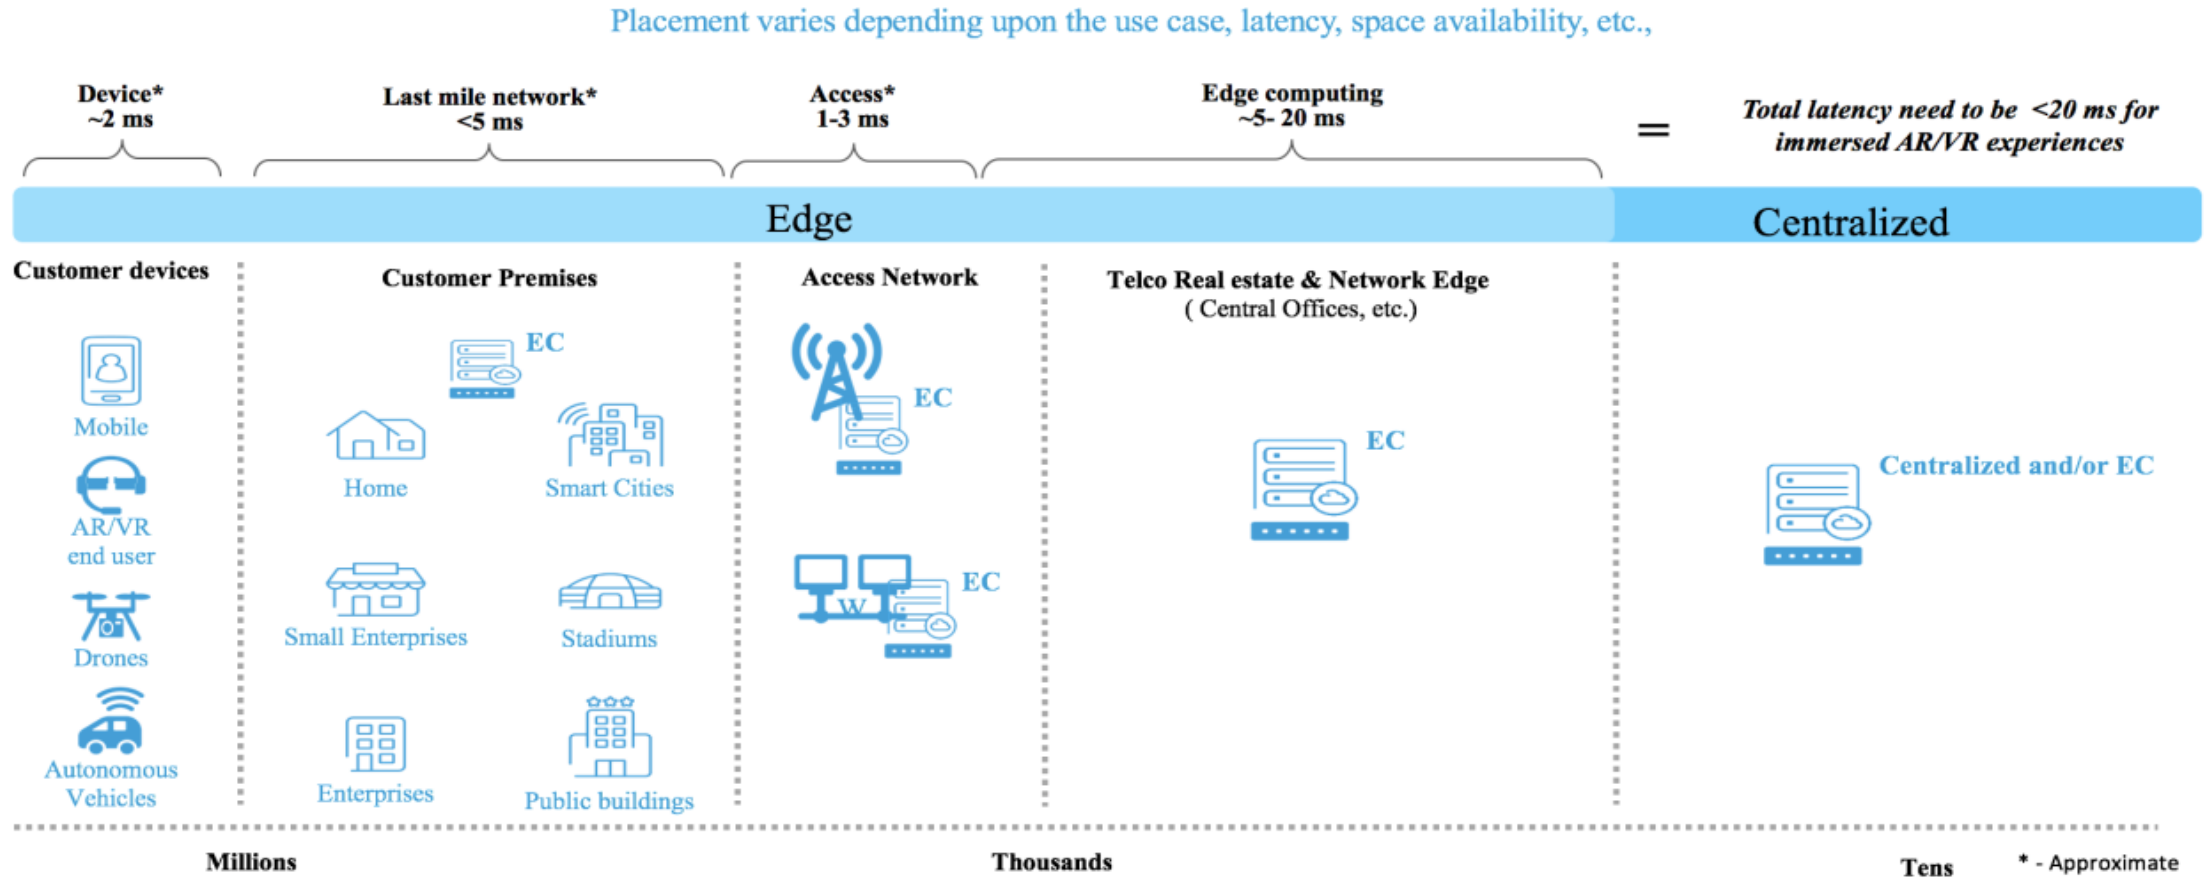 Placement varies depending upon the use case, latency, space availability, etc.,
Device*
~2 ms
Last mile network*
<5 ms
Access*
1-3 ms
Edge computing
~5- 20 ms
=
Total latency need to be <20 ms for
immersed AR/VR experiences
Edge
Centralized
Customer devices
Mobile
AR/VR
end user
Drones
Autonomous
Vehicles
Customer Premises
EC
Home
Smart Cities
Small Enterprises
Stadiums
Enterprises
Public buildings
Access Network
EC
W
EC
Telco Real estate & Network Edge
( Central Offices, etc.)
EC
Centralized and/or EC
Millions
Thousands
Tens
* - Approximate